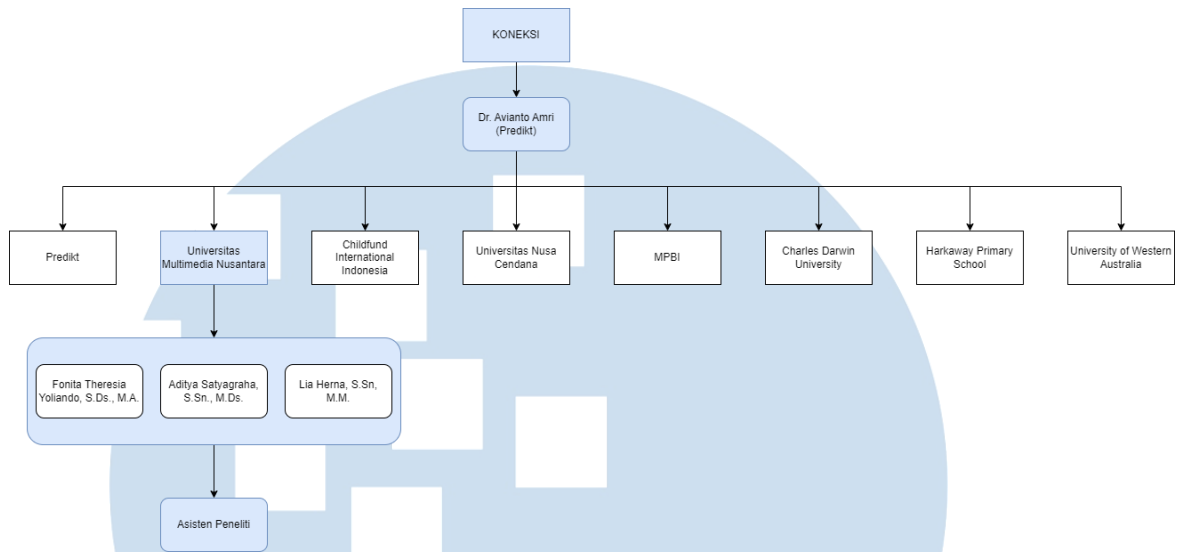 KONEKSI
Dr. Avianto Amri
(Predikt)
Predikt
Universitas
Multimedia Nusantara
Childfund
International
Indonesia
Universitas Nusa
Cendana
MPBI
Charles Darwin
University
Harkaway Primary
School
University of Western
Australia
Fonita Theresia
Yoliando, S.Ds., M.A.
Aditya Satyagraha,
S.Sn., M.Ds.
Lia Herna, S.Sn,
M.M.
Asisten Peneliti